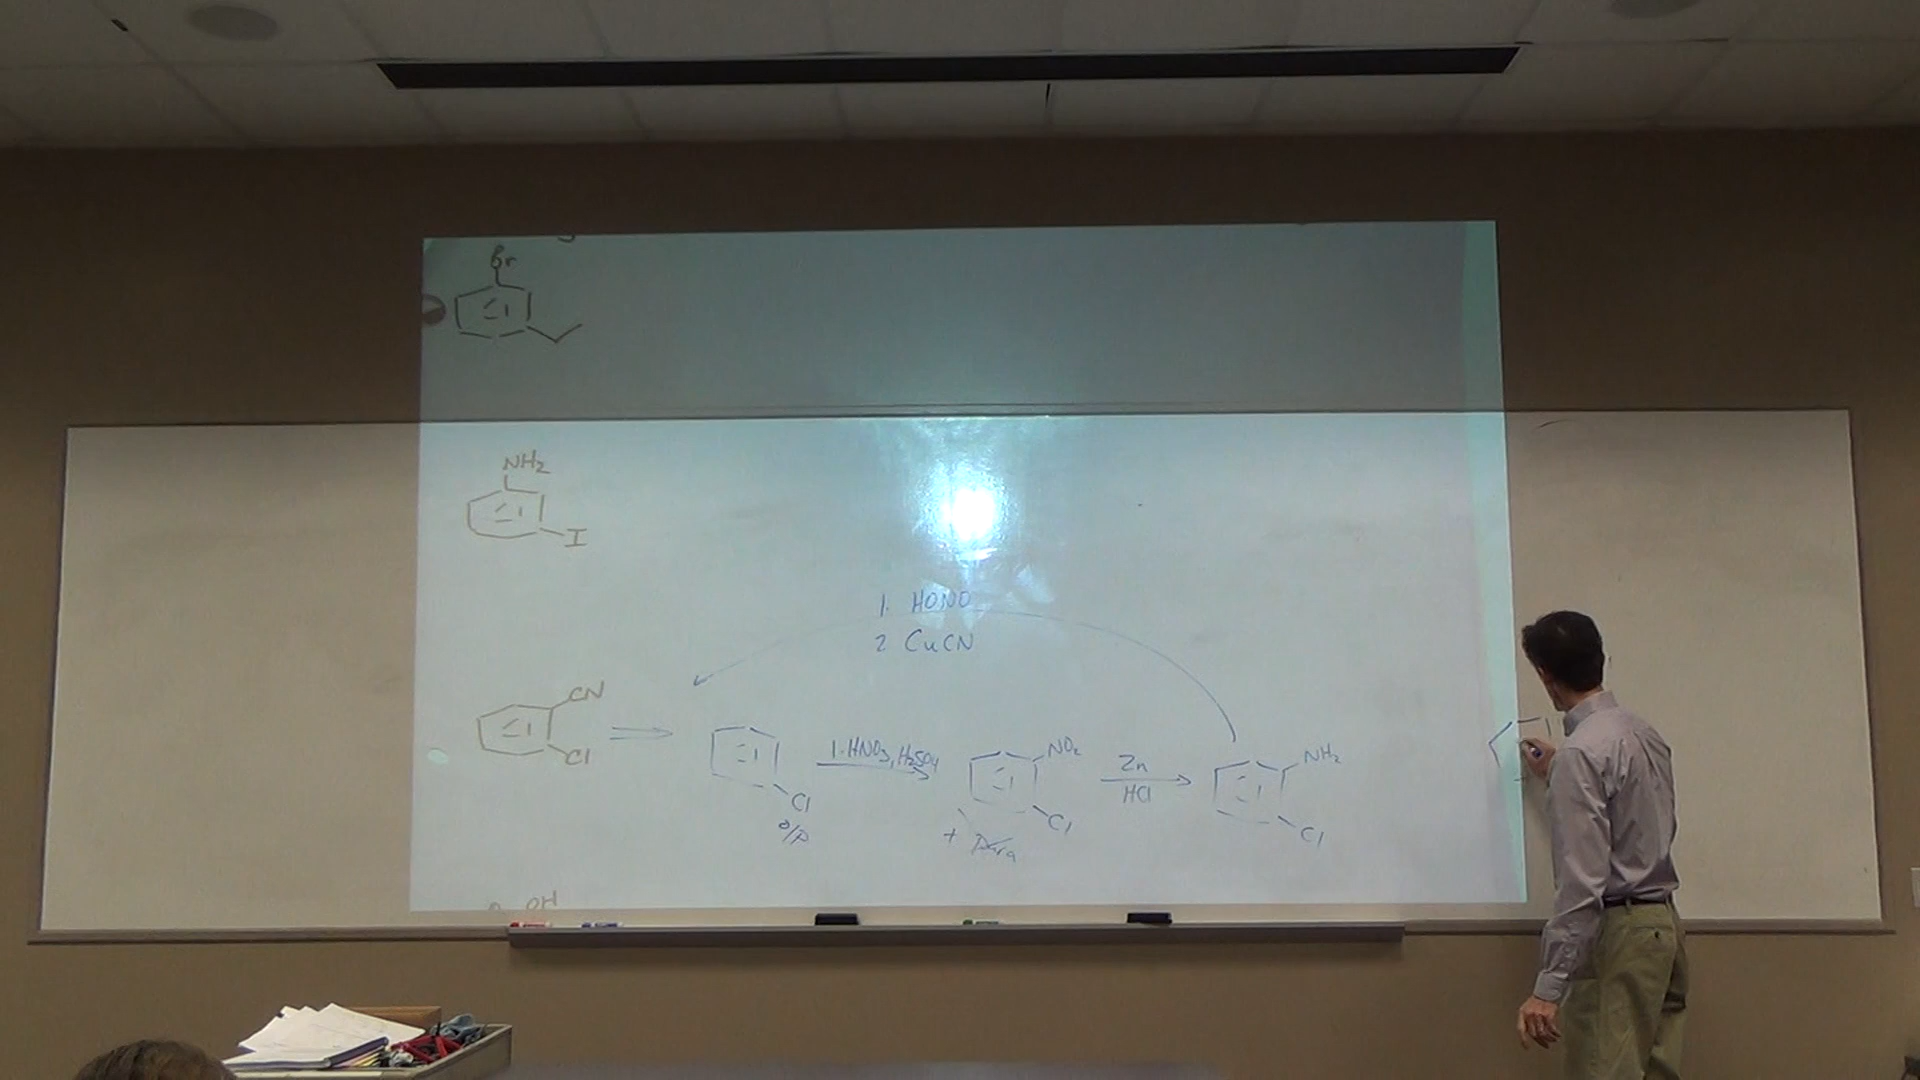 Br
NH2
I
1. HONO
2 CuCN
CN
Cl
1. HNO3, H2SO4
Cl
o/p
NO2
Cl
+ Para
Zn
HCl
NH2
Cl
OH